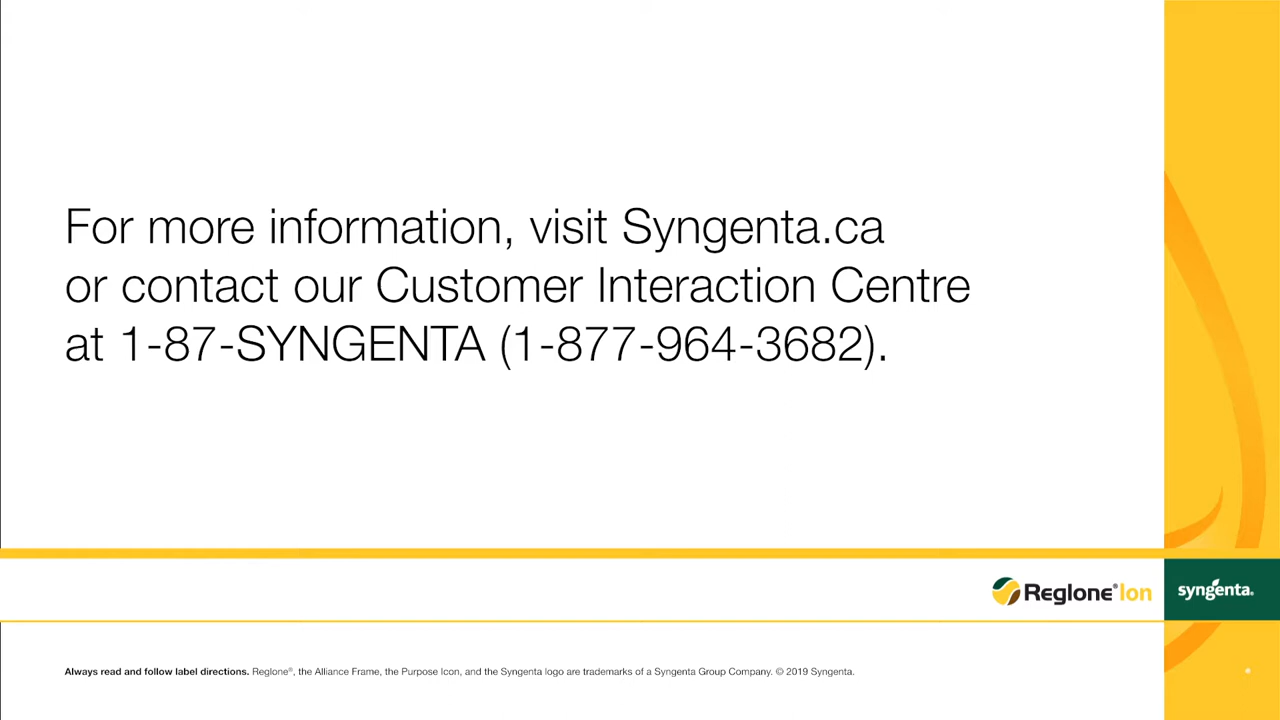 For more information, visit Syngenta.ca
or contact our Customer Interaction Centre
at 1-87-SYNGENTA (1-877-964-3682).
Reglone® Ion
syngenta®
Always read and follow label directions. Reglone®, the Alliance Frame, the Purpose Icon, and the Syngenta logo are trademarks of a Syngenta Group Company. © 2019 Syngenta.